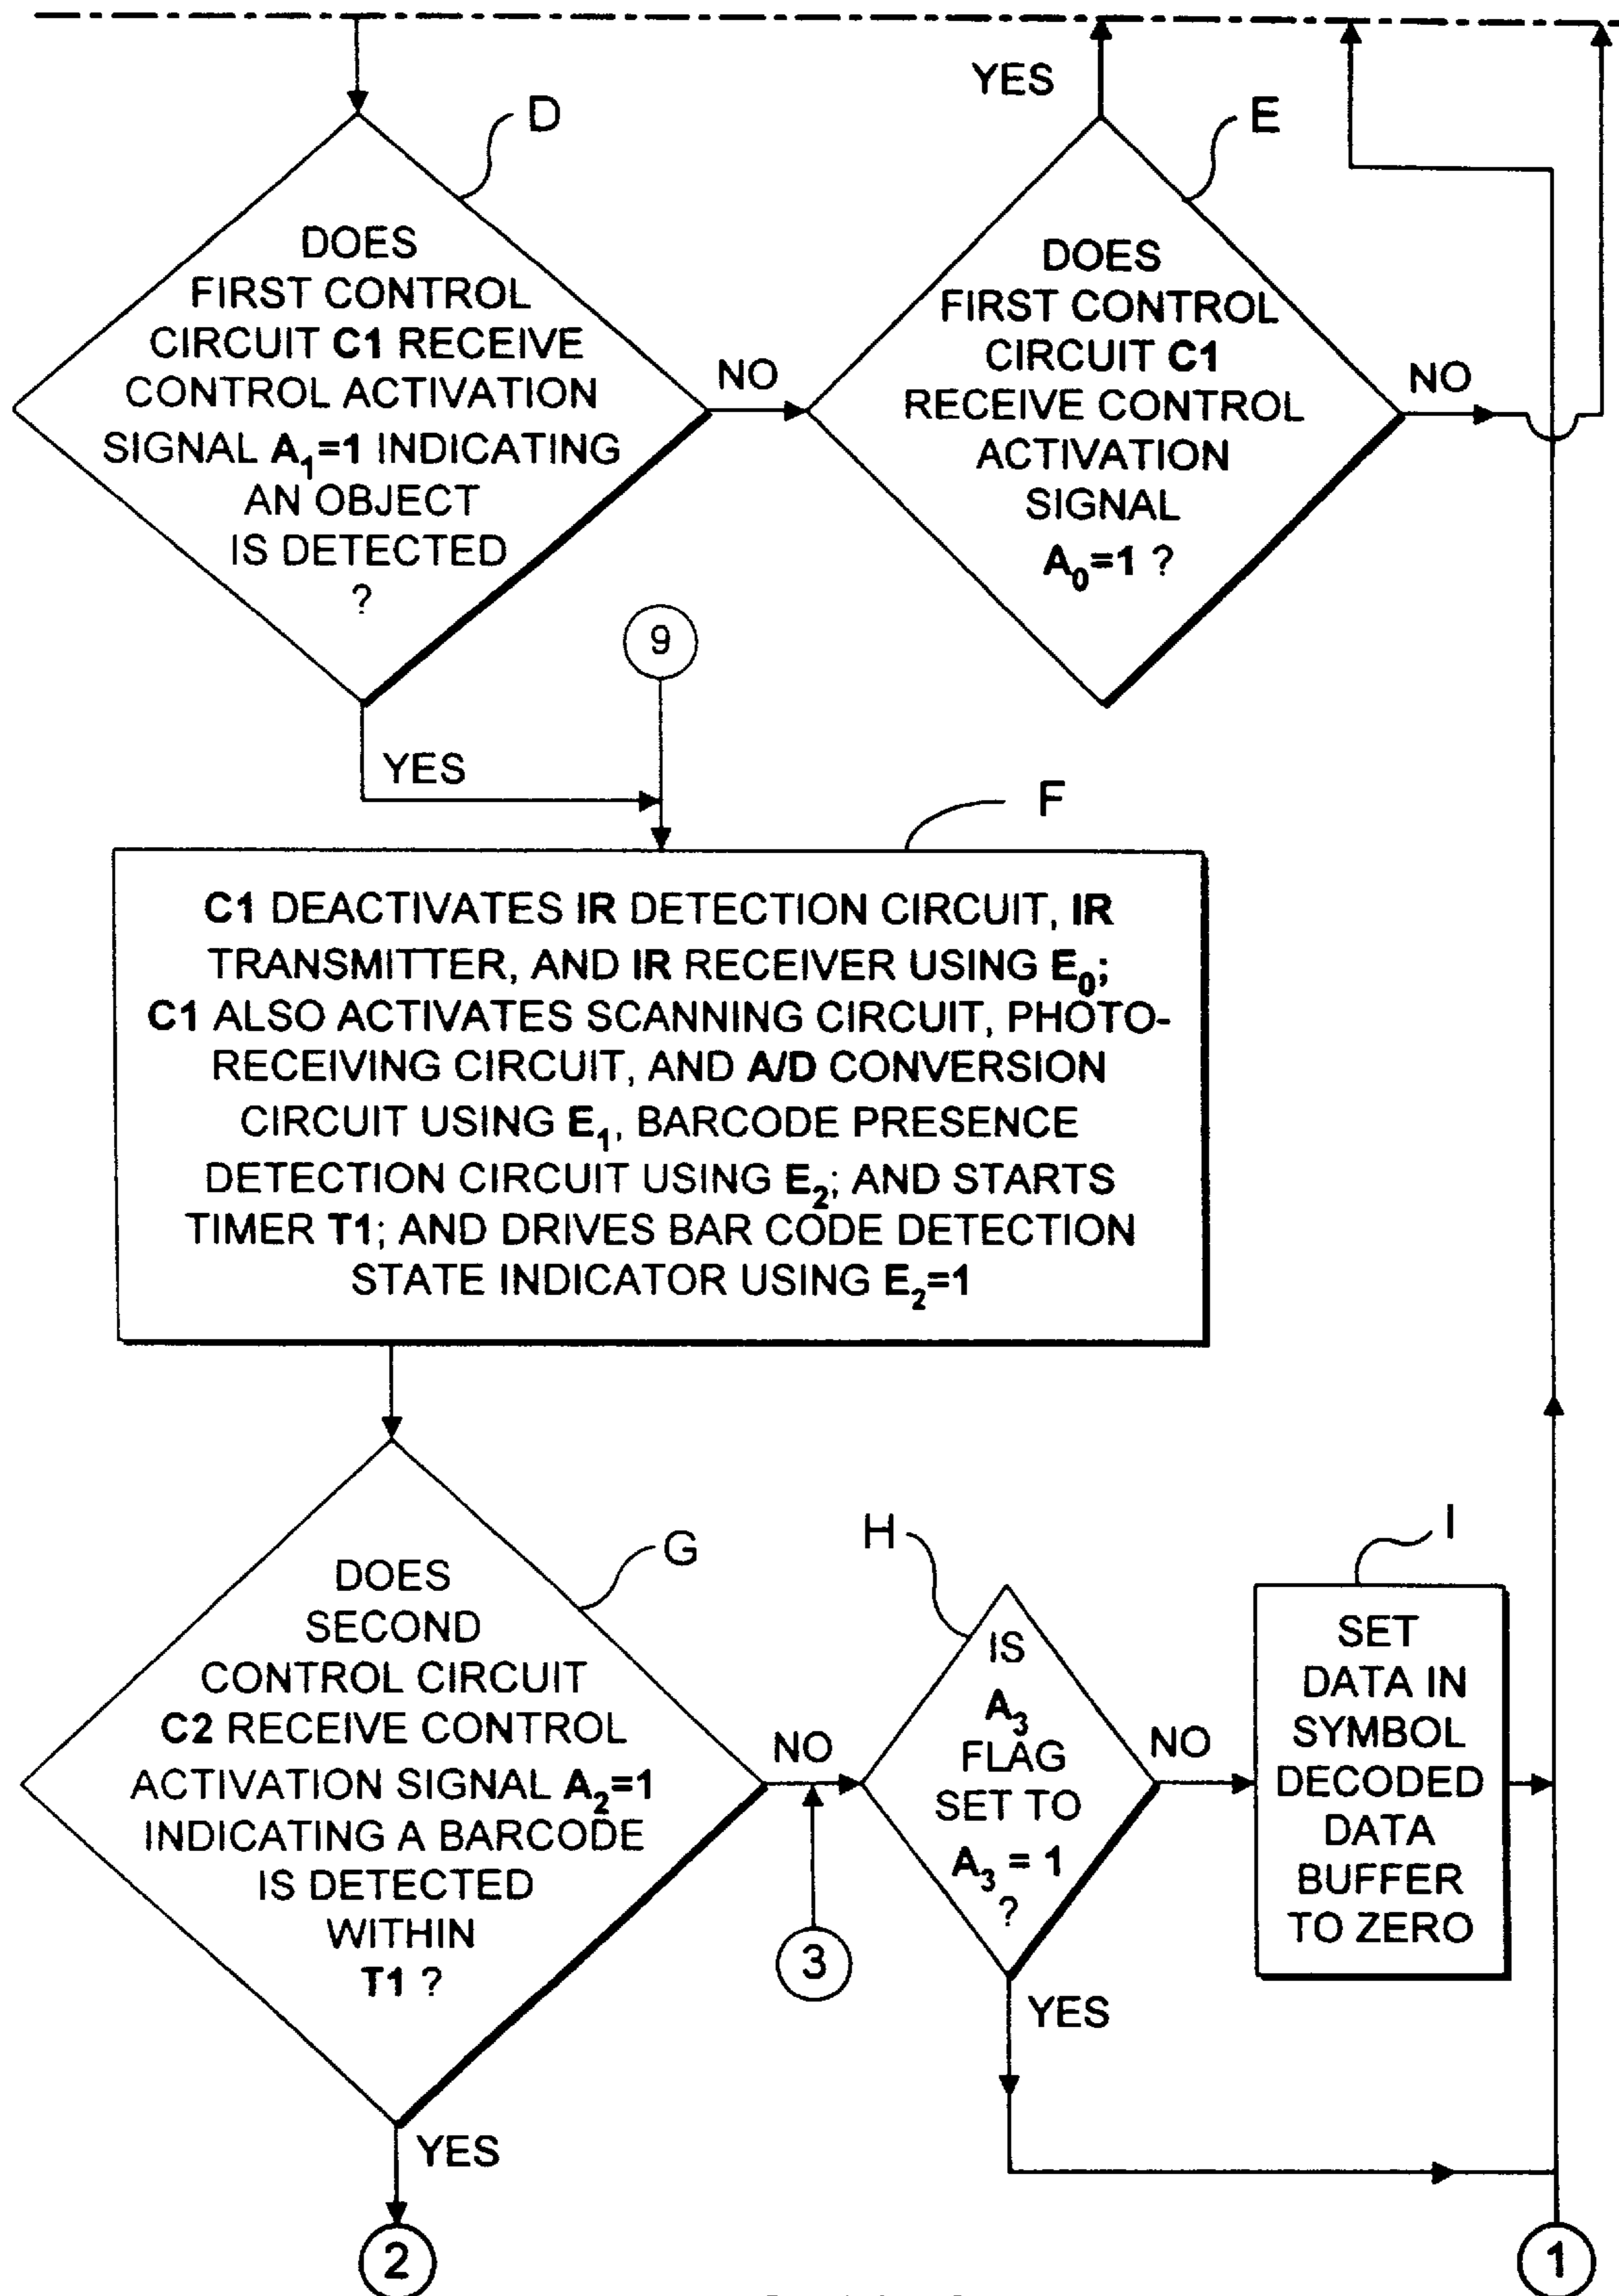 D
DOES
FIRST CONTROL
CIRCUIT C1 RECEIVE
CONTROL ACTIVATION
SIGNAL A₁=1 INDICATING
AN OBJECT
IS DETECTED
?
NO
YES
YES
E
DOES
FIRST CONTROL
CIRCUIT C1
RECEIVE CONTROL
ACTIVATION
SIGNAL
A₀=1 ?
NO
9
F
C1 DEACTIVATES IR DETECTION CIRCUIT, IR
TRANSMITTER, AND IR RECEIVER USING E₀;
C1 ALSO ACTIVATES SCANNING CIRCUIT, PHOTO-
RECEIVING CIRCUIT, AND A/D CONVERSION
CIRCUIT USING E₁, BARCODE PRESENCE
DETECTION CIRCUIT USING E₂; AND STARTS
TIMER T1; AND DRIVES BAR CODE DETECTION
STATE INDICATOR USING E₂=1
G
DOES
SECOND
CONTROL CIRCUIT
C2 RECEIVE CONTROL
ACTIVATION SIGNAL A₂=1
INDICATING A BARCODE
IS DETECTED
WITHIN
T1 ?
NO
3
YES
2
H
IS
A₃
FLAG
SET TO
A₃ = 1
?
NO
YES
I
SET
DATA IN
SYMBOL
DECODED
DATA
BUFFER
TO ZERO
1